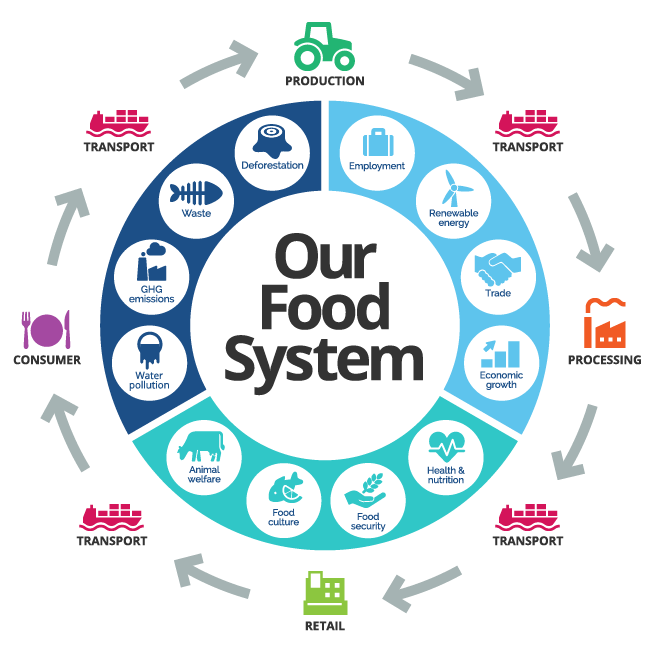 PRODUCTION
TRANSPORT
TRANSPORT
Deforestation
Employment
Waste
Renewable
energy
GHG
emissions
Trade
Our
Food
System
CONSUMER
PROCESSING
Water
pollution
Economic
growth
Animal
welfare
Health &
nutrition
Food
culture
Food
security
TRANSPORT
TRANSPORT
RETAIL